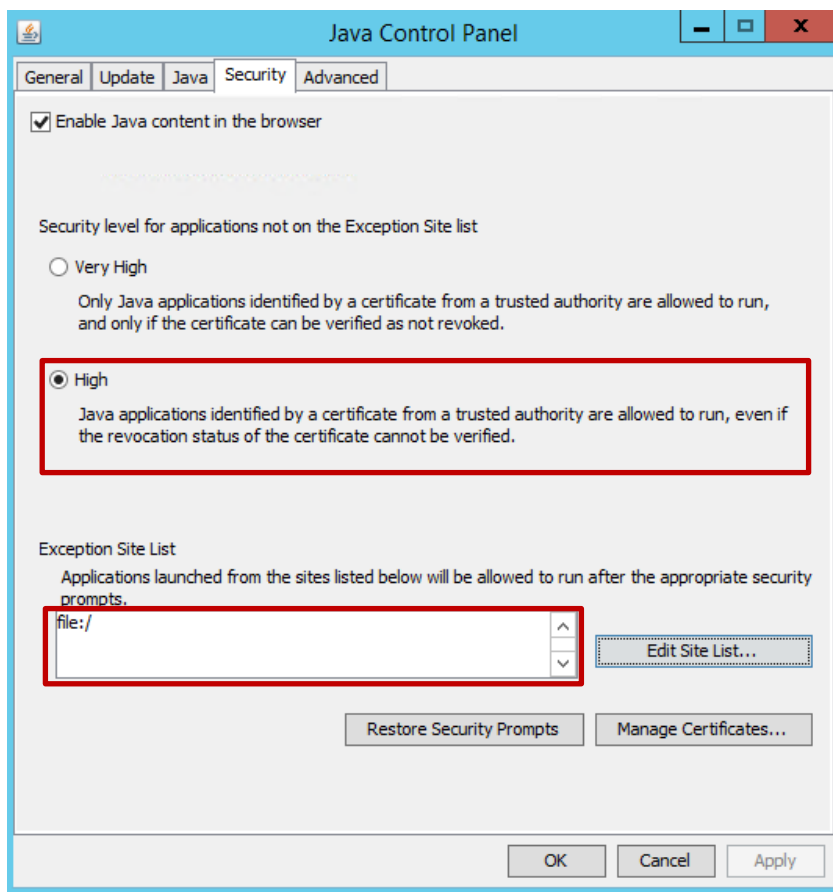 Java Control Panel
General Update Java Security Advanced
Enable Java content in the browser
Security level for applications not on the Exception Site list
Very High
Only Java applications identified by a certificate from a trusted authority are allowed to run,
and only if the certificate can be verified as not revoked.
High
Java applications identified by a certificate from a trusted authority are allowed to run, even if
the revocation status of the certificate cannot be verified.
Exception Site List
Applications launched from the sites listed below will be allowed to run after the appropriate security
prompts.
file:/
Edit Site List...
Restore Security Prompts Manage Certificates...
OK Cancel Apply